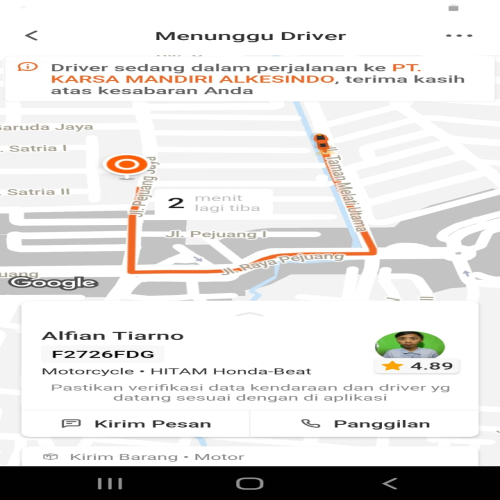 Menunggu Driver
Driver sedang dalam perjalanan ke PT.
KARSA MANDIRI ALKESINDO, terima kasih
atas kesabaran Anda
Garuda Jaya
. Satria I
. Satria II
Jl. Pejuang Jaya
Jl. Taman Melati Utama
2 menit
lagi tiba
Jl. Pejuang I
Jl. Raya Pejuang
uang
Google
Alfian Tiarno
F2726FDG
Motorcycle • HITAM Honda-Beat
4.89
Pastikan verifikasi data kendaraan dan driver yg
datang sesuai dengan di aplikasi
Kirim Pesan
Panggilan
Kirim Barang • Motor